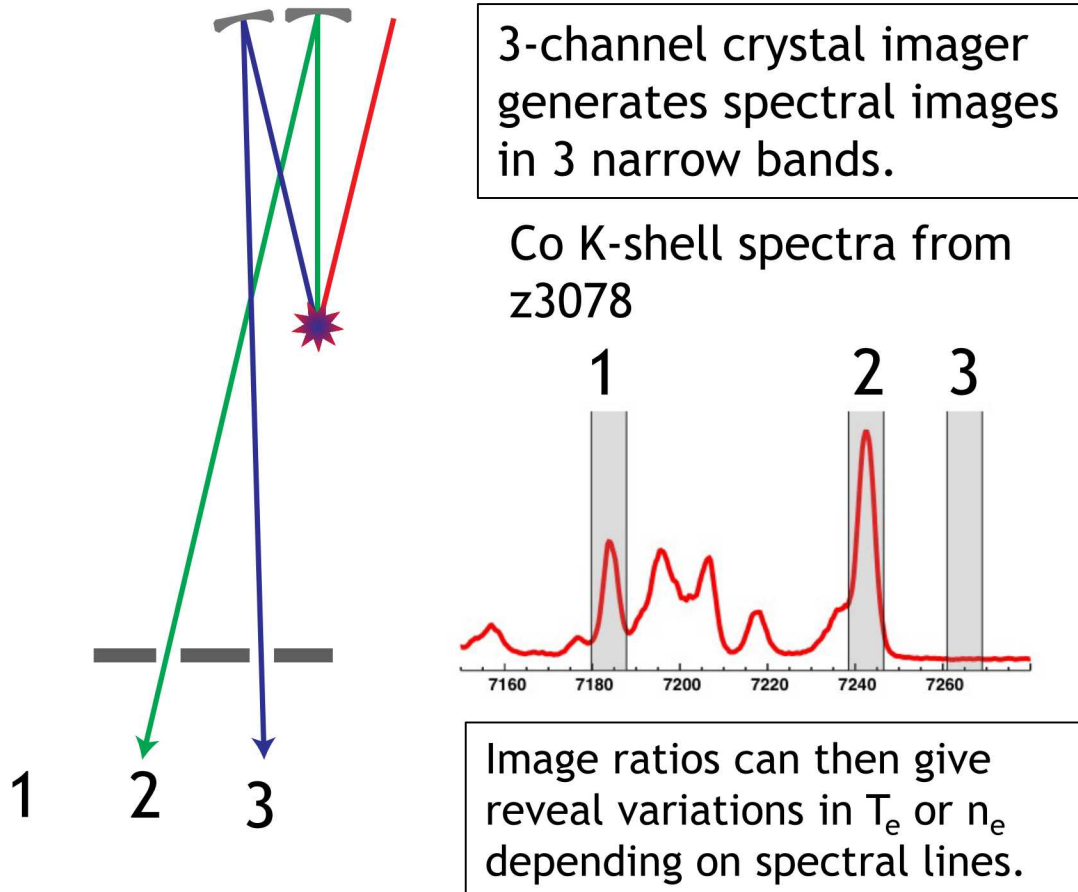 3-channel crystal imager
generates spectral images
in 3 narrow bands.
Co K-shell spectra from
z3078
1 2 3
7160 7180 7200 7220 7240 7260
1 2 3
Image ratios can then give
reveal variations in Te or ne
depending on spectral lines.